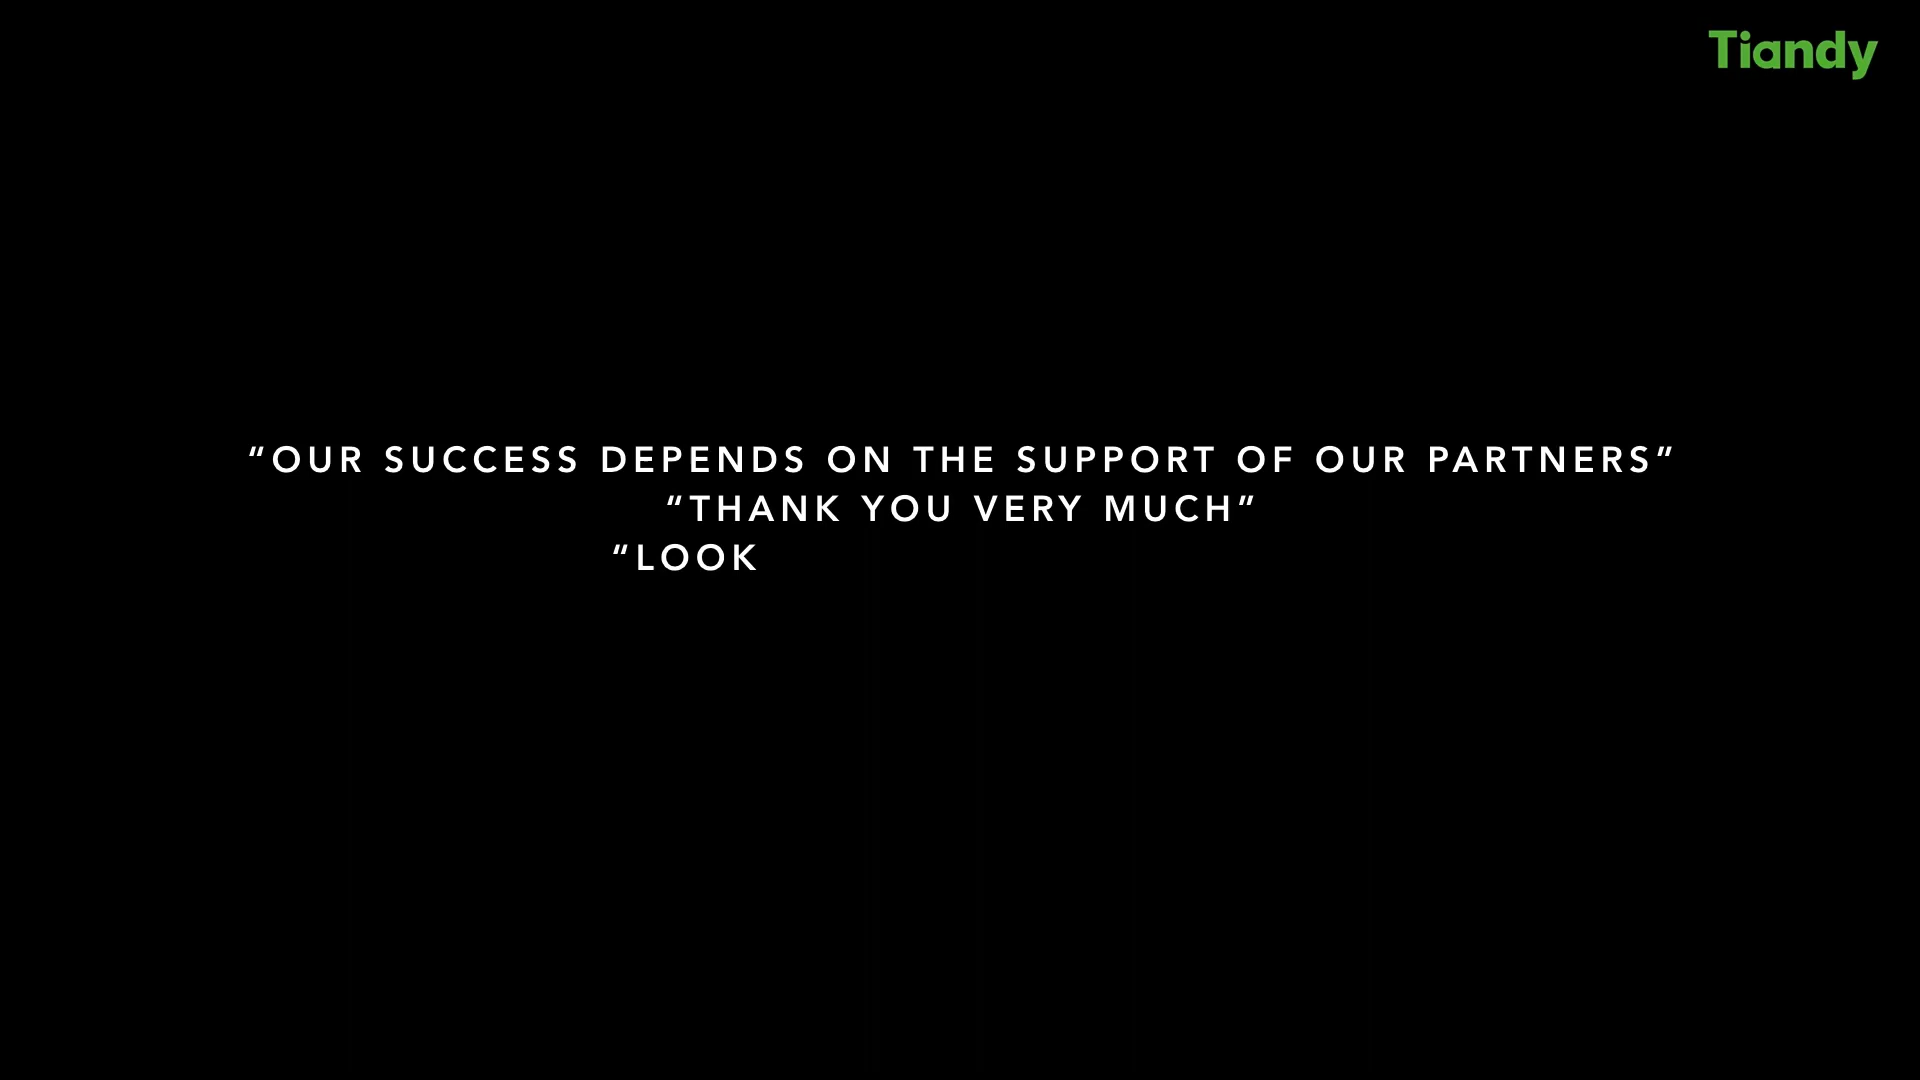 Tiandy
“OUR SUCCESS DEPENDS ON THE SUPPORT OF OUR PARTNERS”
“THANK YOU VERY MUCH”
“LOOK